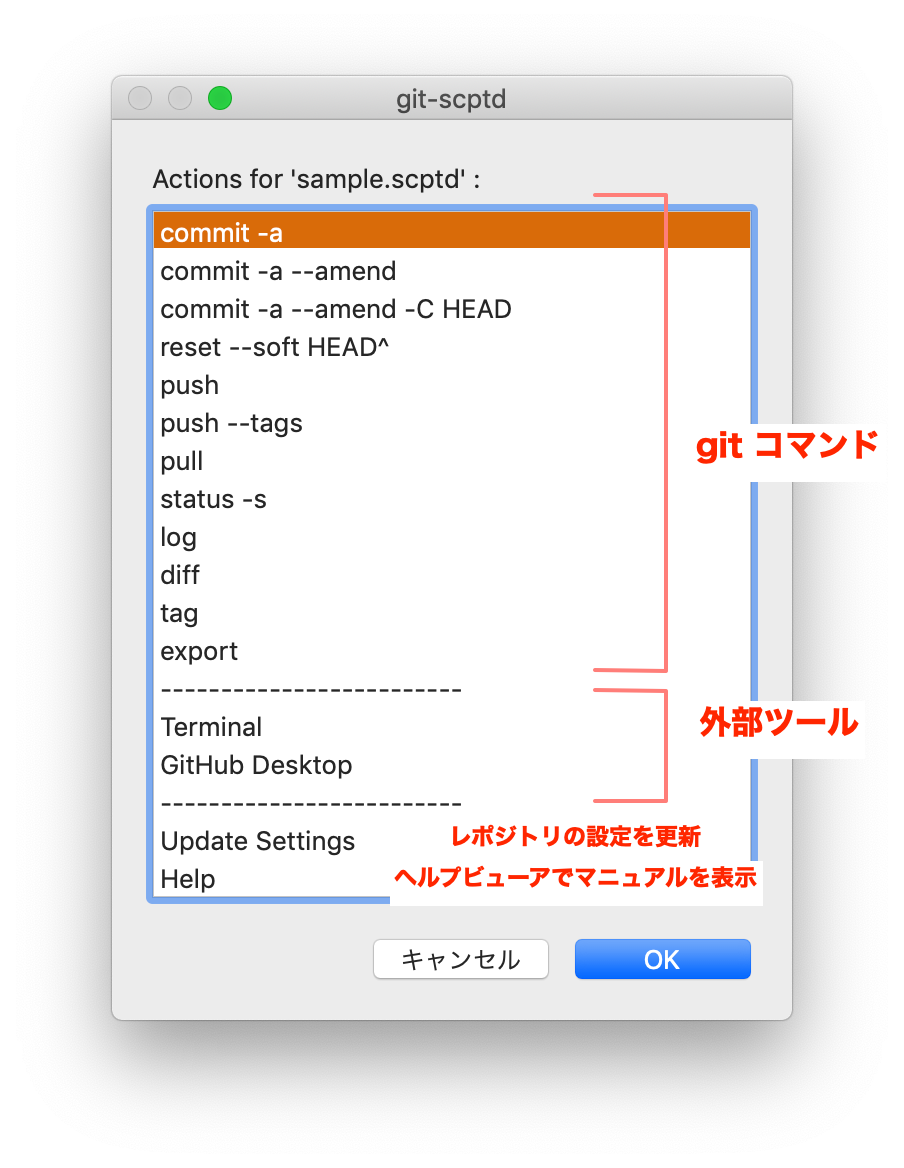 git-scptd
Actions for 'sample.scptd' :
commit -a
commit -a --amend
commit -a --amend -C HEAD
reset --soft HEAD^
push
push --tags
pull
status -s
log
diff
tag
export
git コマンド
-------------------------
Terminal
GitHub Desktop
外部ツール
-------------------------
Update Settings
レポジトリの設定を更新
Help
ヘルプビューアでマニュアルを表示
キャンセル
OK